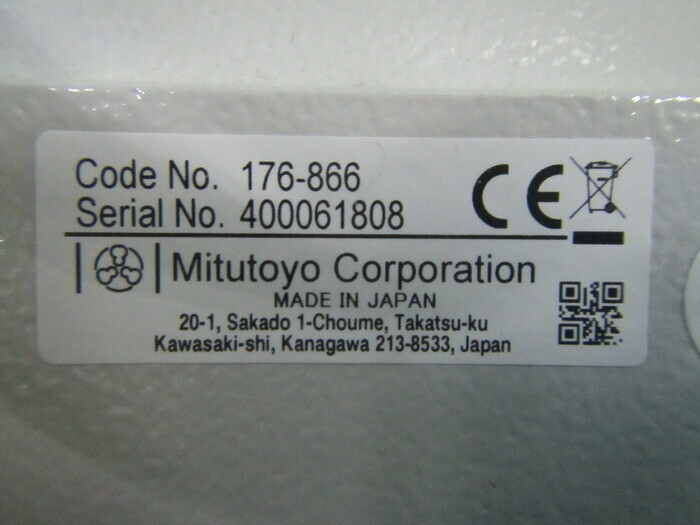 Code No. 176-866
Serial No. 400061808
CE
Mitutoyo Corporation
MADE IN JAPAN
20-1, Sakado 1-Choume, Takatsu-ku
Kawasaki-shi, Kanagawa 213-8533, Japan